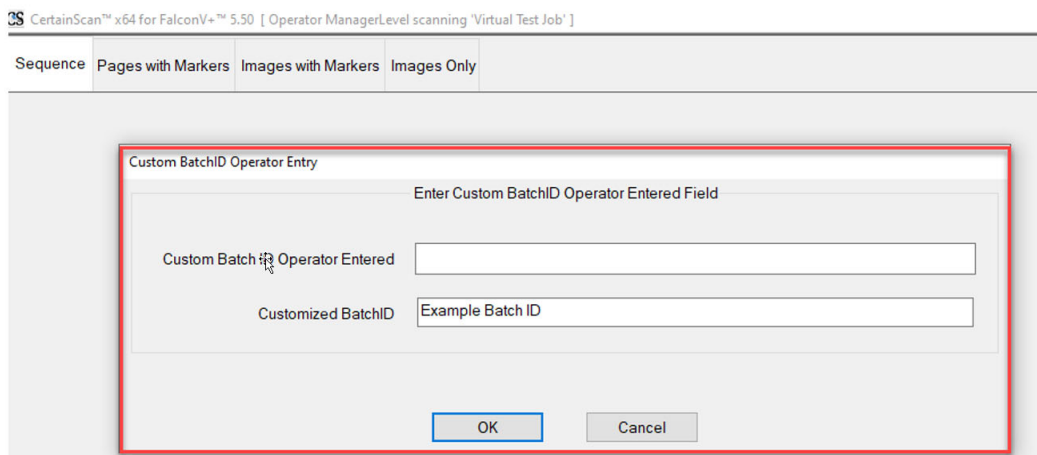 CS CertainScan™ x64 for FalconV+™ 5.50 [ Operator ManagerLevel scanning 'Virtual Test Job' ]
Sequence Pages with Markers Images with Markers Images Only
Custom BatchID Operator Entry
Enter Custom BatchID Operator Entered Field
Custom Batch ID Operator Entered
Customized BatchID Example Batch ID
OK Cancel